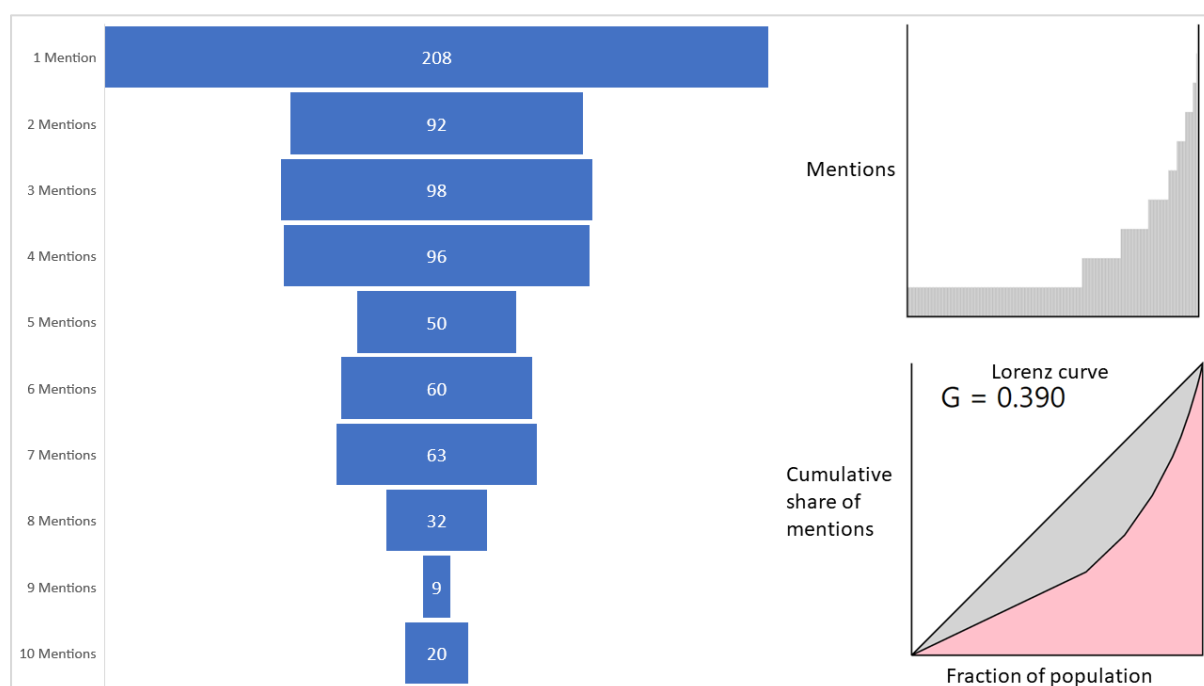 1 Mention
208
2 Mentions
92
3 Mentions
98
4 Mentions
96
5 Mentions
50
6 Mentions
60
7 Mentions
63
8 Mentions
32
9 Mentions
9
10 Mentions
20
Mentions
Lorenz curve
G = 0.390
Cumulative
share of
mentions
Fraction of population